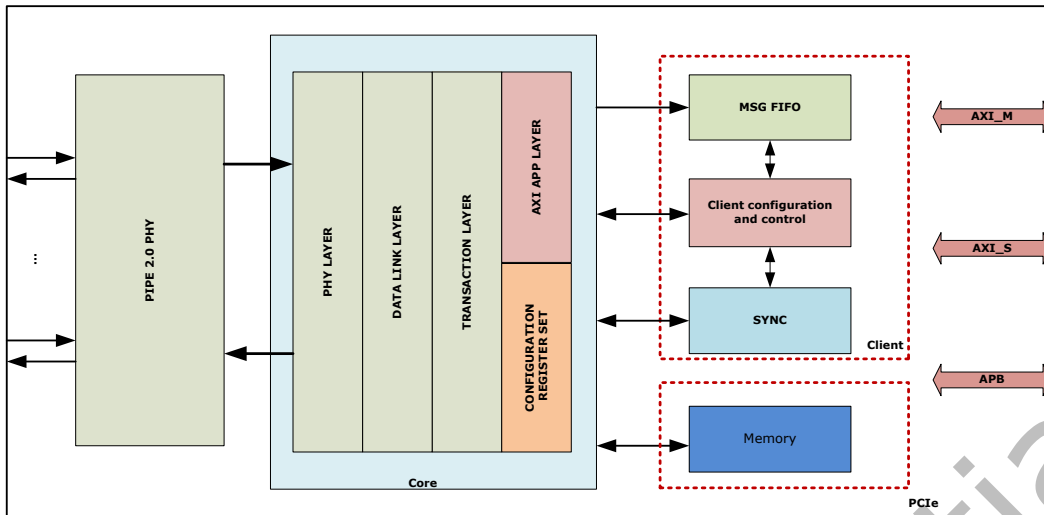 PIPE 2.0 PHY
...
PHY LAYER
DATA LINK LAYER
TRANSACTION LAYER
AXI APP LAYER
CONFIGURATION
REGISTER SET
Core
MSG FIFO
Client configuration
and control
SYNC
Client
Memory
PCIe
AXI_M
AXI_S
APB